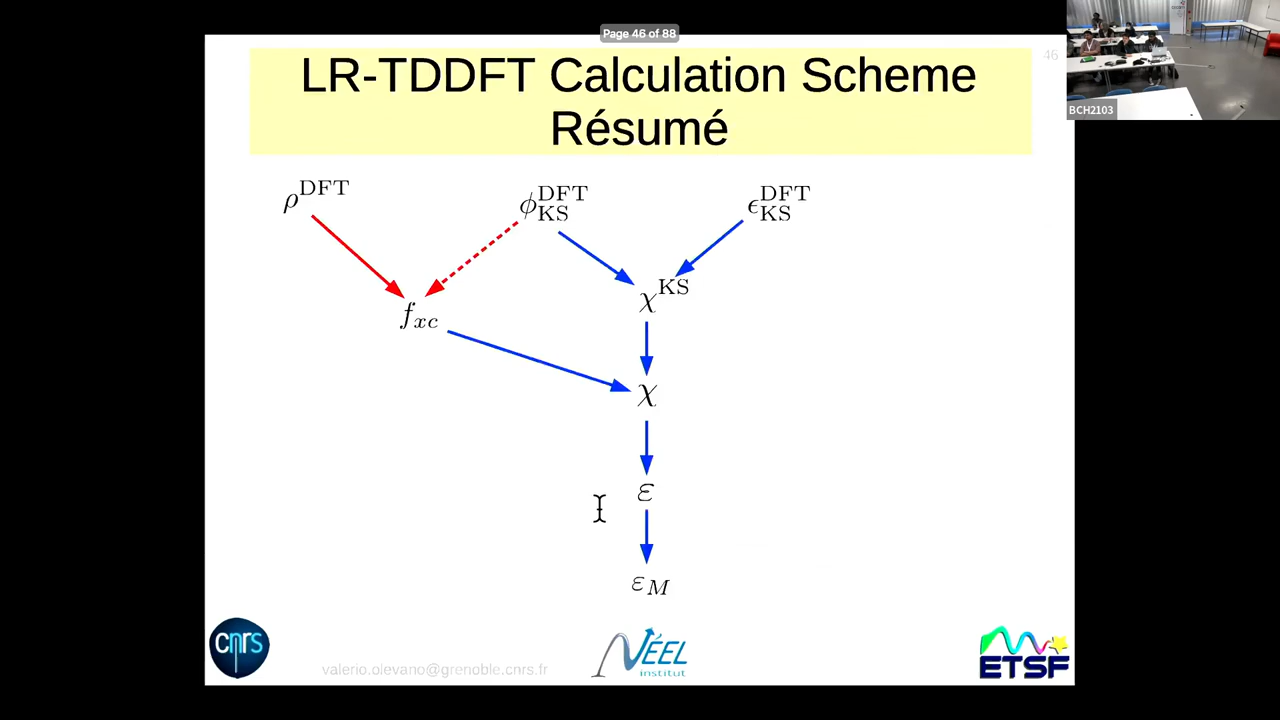 Page 46 of 88
46
LR-TDDFT Calculation Scheme
Résumé
ρ^DFT
ϕ_KS^DFT
ϵ_KS^DFT
χ^KS
f_xc
χ
ε
ε_M
cnrs
valerio.olevano@grenoble.cnrs.fr
NÉEL
institut
ETSF
BCH2103